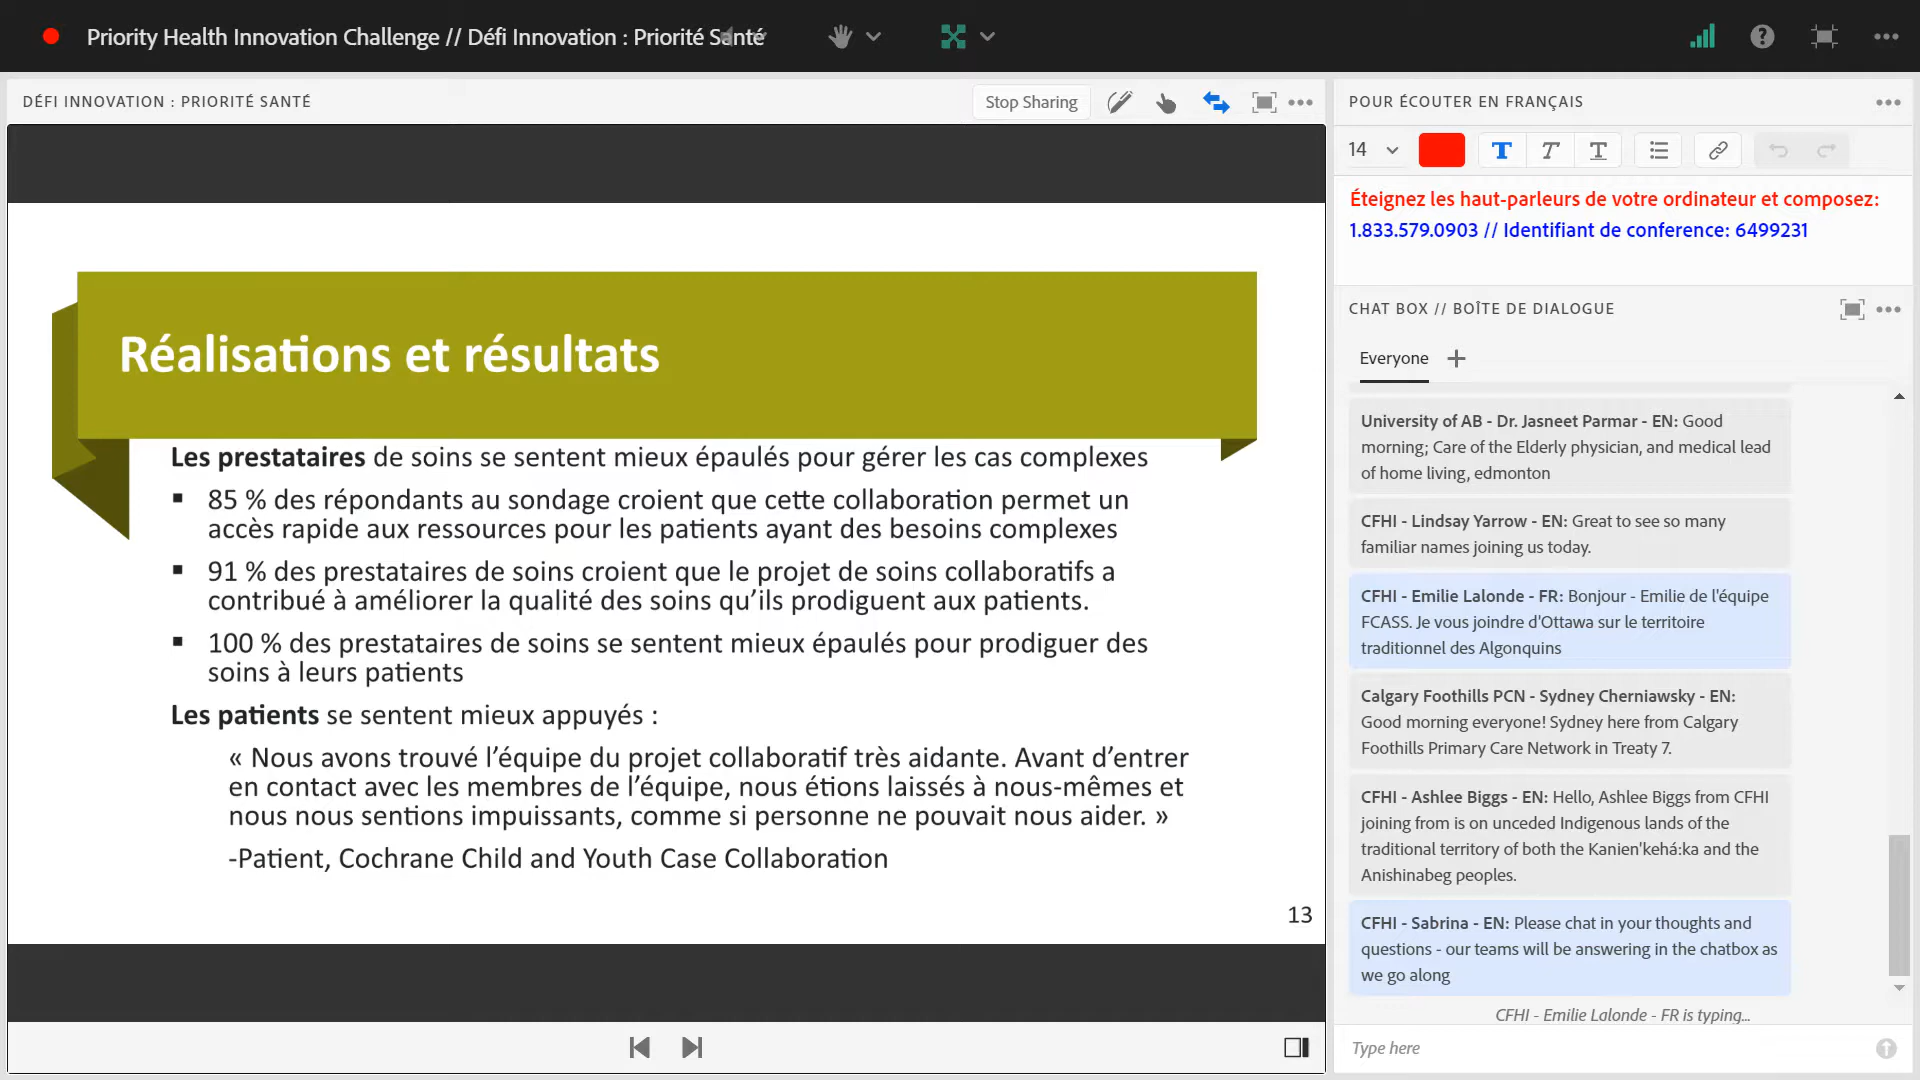 Priority Health Innovation Challenge // Défi Innovation : Priorité Santé
DÉFI INNOVATION : PRIORITÉ SANTÉ
Stop Sharing
Réalisations et résultats
Les prestataires de soins se sentent mieux épaulés pour gérer les cas complexes
▪ 85 % des répondants au sondage croient que cette collaboration permet un
accès rapide aux ressources pour les patients ayant des besoins complexes
▪ 91 % des prestataires de soins croient que le projet de soins collaboratifs a
contribué à améliorer la qualité des soins qu’ils prodiguent aux patients.
▪ 100 % des prestataires de soins se sentent mieux épaulés pour prodiguer des
soins à leurs patients
Les patients se sentent mieux appuyés :
« Nous avons trouvé l’équipe du projet collaboratif très aidante. Avant d’entrer
en contact avec les membres de l’équipe, nous étions laissés à nous-mêmes et
nous nous sentions impuissants, comme si personne ne pouvait nous aider. »
-Patient, Cochrane Child and Youth Case Collaboration
13
POUR ÉCOUTER EN FRANÇAIS
14
Éteignez les haut-parleurs de votre ordinateur et composez:
1.833.579.0903 // Identifiant de conference: 6499231
CHAT BOX // BOÎTE DE DIALOGUE
Everyone
University of AB - Dr. Jasneet Parmar - EN: Good
morning; Care of the Elderly physician, and medical lead
of home living, edmonton
CFHI - Lindsay Yarrow - EN: Great to see so many
familiar names joining us today.
CFHI - Emilie Lalonde - FR: Bonjour - Emilie de l'équipe
FCASS. Je vous joindre d'Ottawa sur le territoire
traditionnel des Algonquins
Calgary Foothills PCN - Sydney Cherniawsky - EN:
Good morning everyone! Sydney here from Calgary
Foothills Primary Care Network in Treaty 7.
CFHI - Ashlee Biggs - EN: Hello, Ashlee Biggs from CFHI
joining from is on unceded Indigenous lands of the
traditional territory of both the Kanien'kehá:ka and the
Anishinabeg peoples.
CFHI - Sabrina - EN: Please chat in your thoughts and
questions - our teams will be answering in the chatbox as
we go along
CFHI - Emilie Lalonde - FR is typing...
Type here